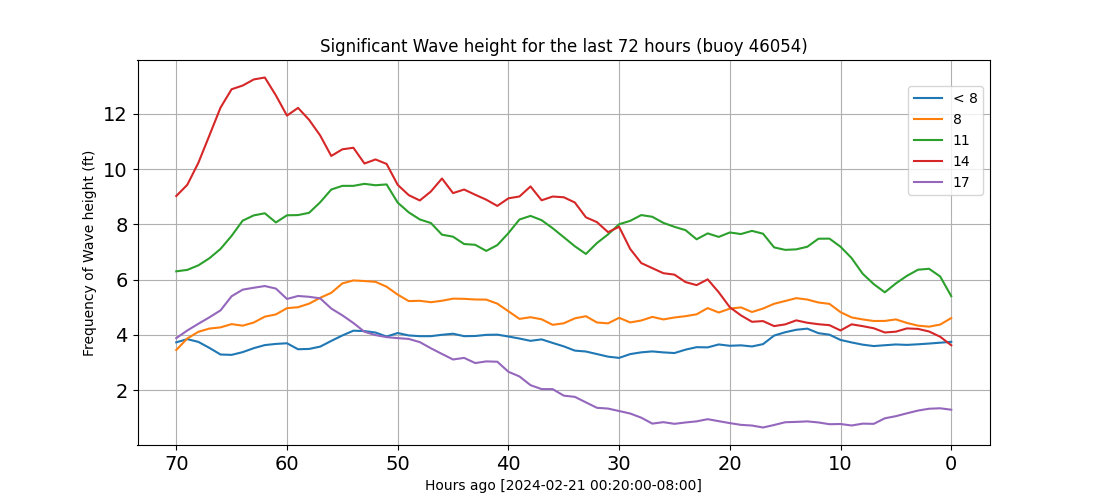 Significant Wave height for the last 72 hours (buoy 46054)
Frequency of Wave height (ft)
12
10
8
6
4
2
< 8
8
11
14
17
70 60 50 40 30 20 10 0
Hours ago [2024-02-21 00:20:00-08:00]